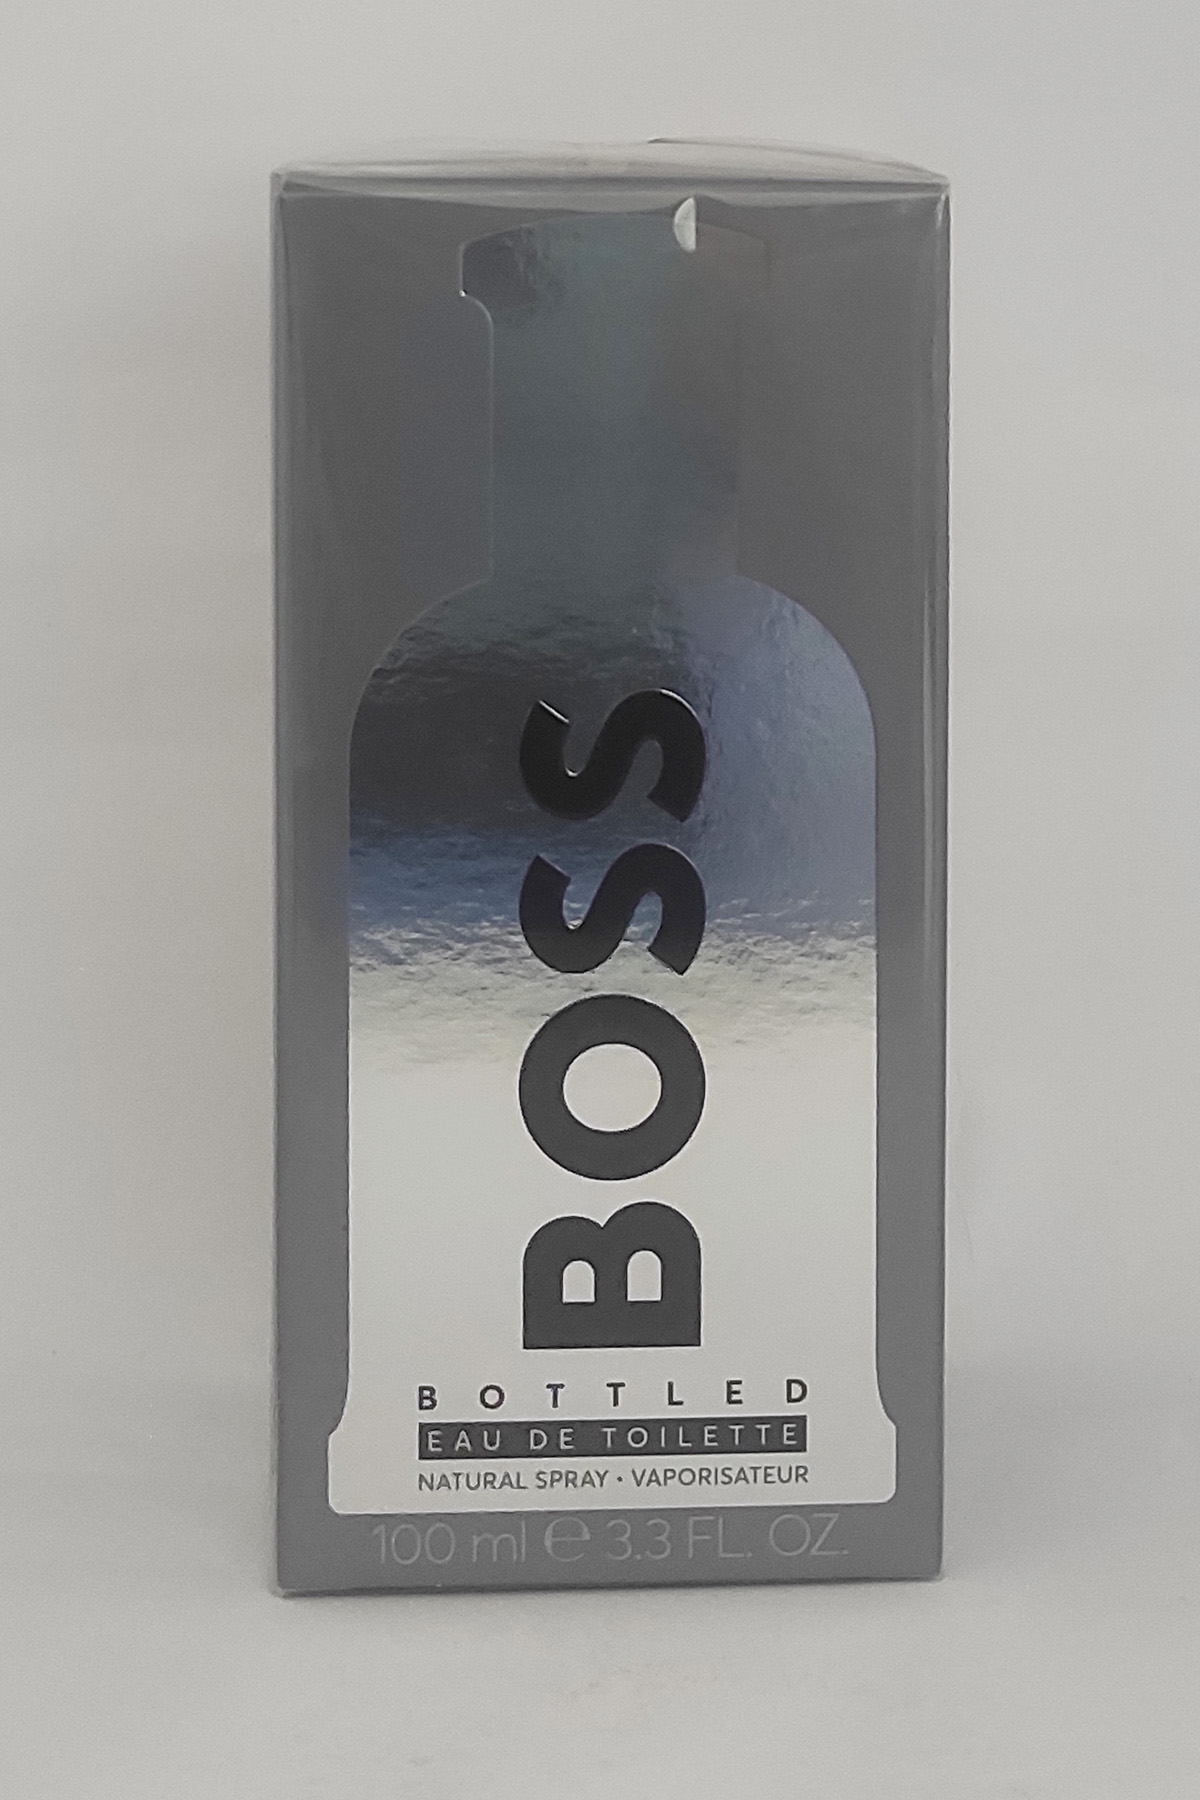 BOSS
BOTTLED
EAU DE TOILETTE
NATURAL SPRAY • VAPORISATEUR
100 ml ℮ 3.3 FL. OZ.